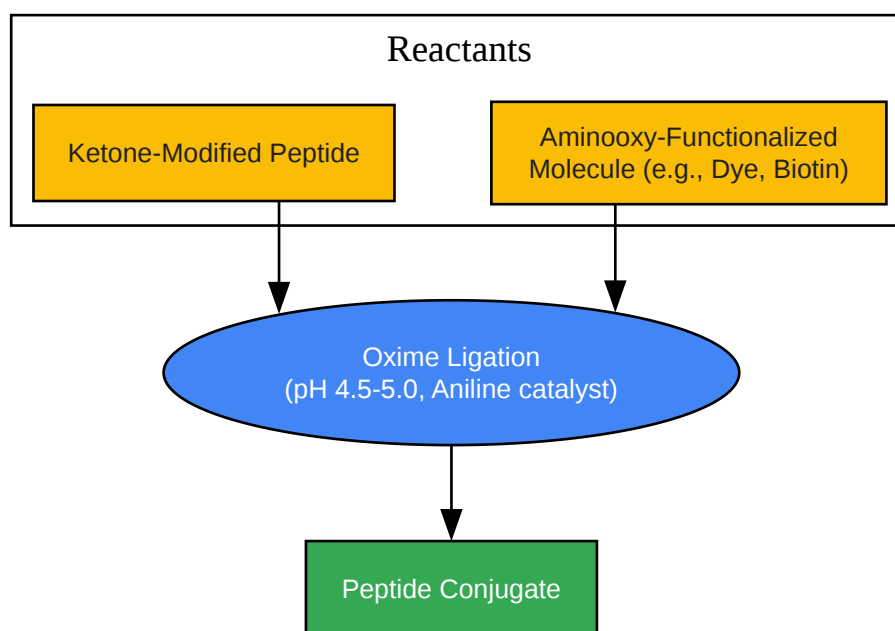 Reactants
Ketone-Modified Peptide
Aminooxy-Functionalized
Molecule (e.g., Dye, Biotin)
Oxime Ligation
(pH 4.5-5.0, Aniline catalyst)
Peptide Conjugate